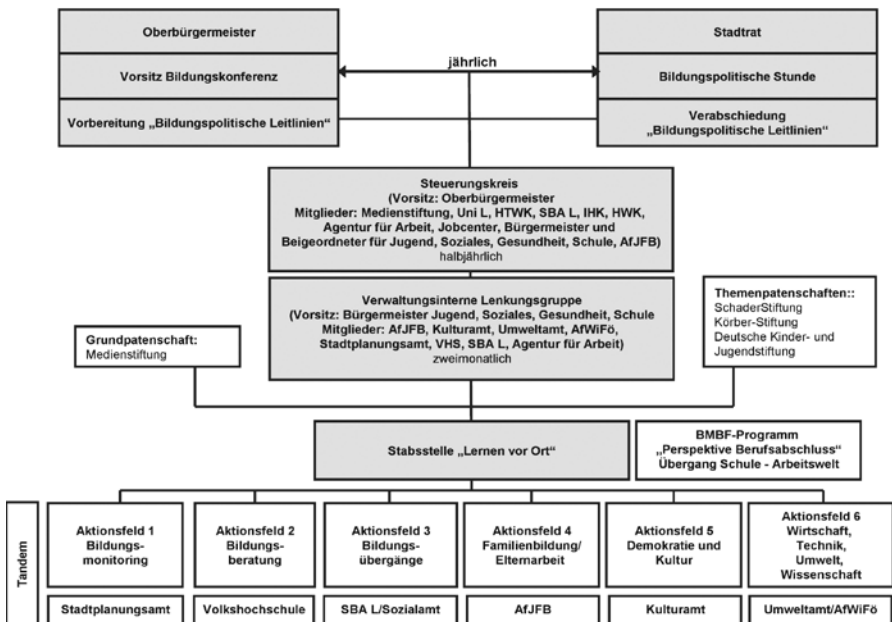 Oberbürgermeister
Vorsitz Bildungskonferenz
Vorbereitung „Bildungspolitische Leitlinien“
jährlich
Stadtrat
Bildungspolitische Stunde
Verabschiedung
„Bildungspolitische Leitlinien“
Steuerungskreis
(Vorsitz: Oberbürgermeister
Mitglieder: Medienstiftung, Uni L, HTWK, SBA L, IHK, HWK,
Agentur für Arbeit, Jobcenter, Bürgermeister und
Beigeordneter für Jugend, Soziales, Gesundheit, Schule, AfJFB)
halbjährlich
Verwaltungsinterne Lenkungsgruppe
(Vorsitz: Bürgermeister Jugend, Soziales, Gesundheit, Schule
Mitglieder: AfJFB, Kulturamt, Umweltamt, AfWiFö,
Stadtplanungsamt, VHS, SBA L, Agentur für Arbeit)
zweimonatlich
Grundpatenschaft:
Medienstiftung
Themenpatenschaften::
SchaderStiftung
Körber-Stiftung
Deutsche Kinder- und
Jugendstiftung
Stabsstelle „Lernen vor Ort“
BMBF-Programm
„Perspektive Berufsabschluss“
Übergang Schule - Arbeitswelt
Tandem
Aktionsfeld 1
Bildungs-
monitoring
Aktionsfeld 2
Bildungs-
beratung
Aktionsfeld 3
Bildungs-
übergänge
Aktionsfeld 4
Familienbildung/
Elternarbeit
Aktionsfeld 5
Demokratie und
Kultur
Aktionsfeld 6
Wirtschaft,
Technik,
Umwelt,
Wissenschaft
Stadtplanungsamt
Volkshochschule
SBA L/Sozialamt
AfJFB
Kulturamt
Umweltamt/AfWiFö